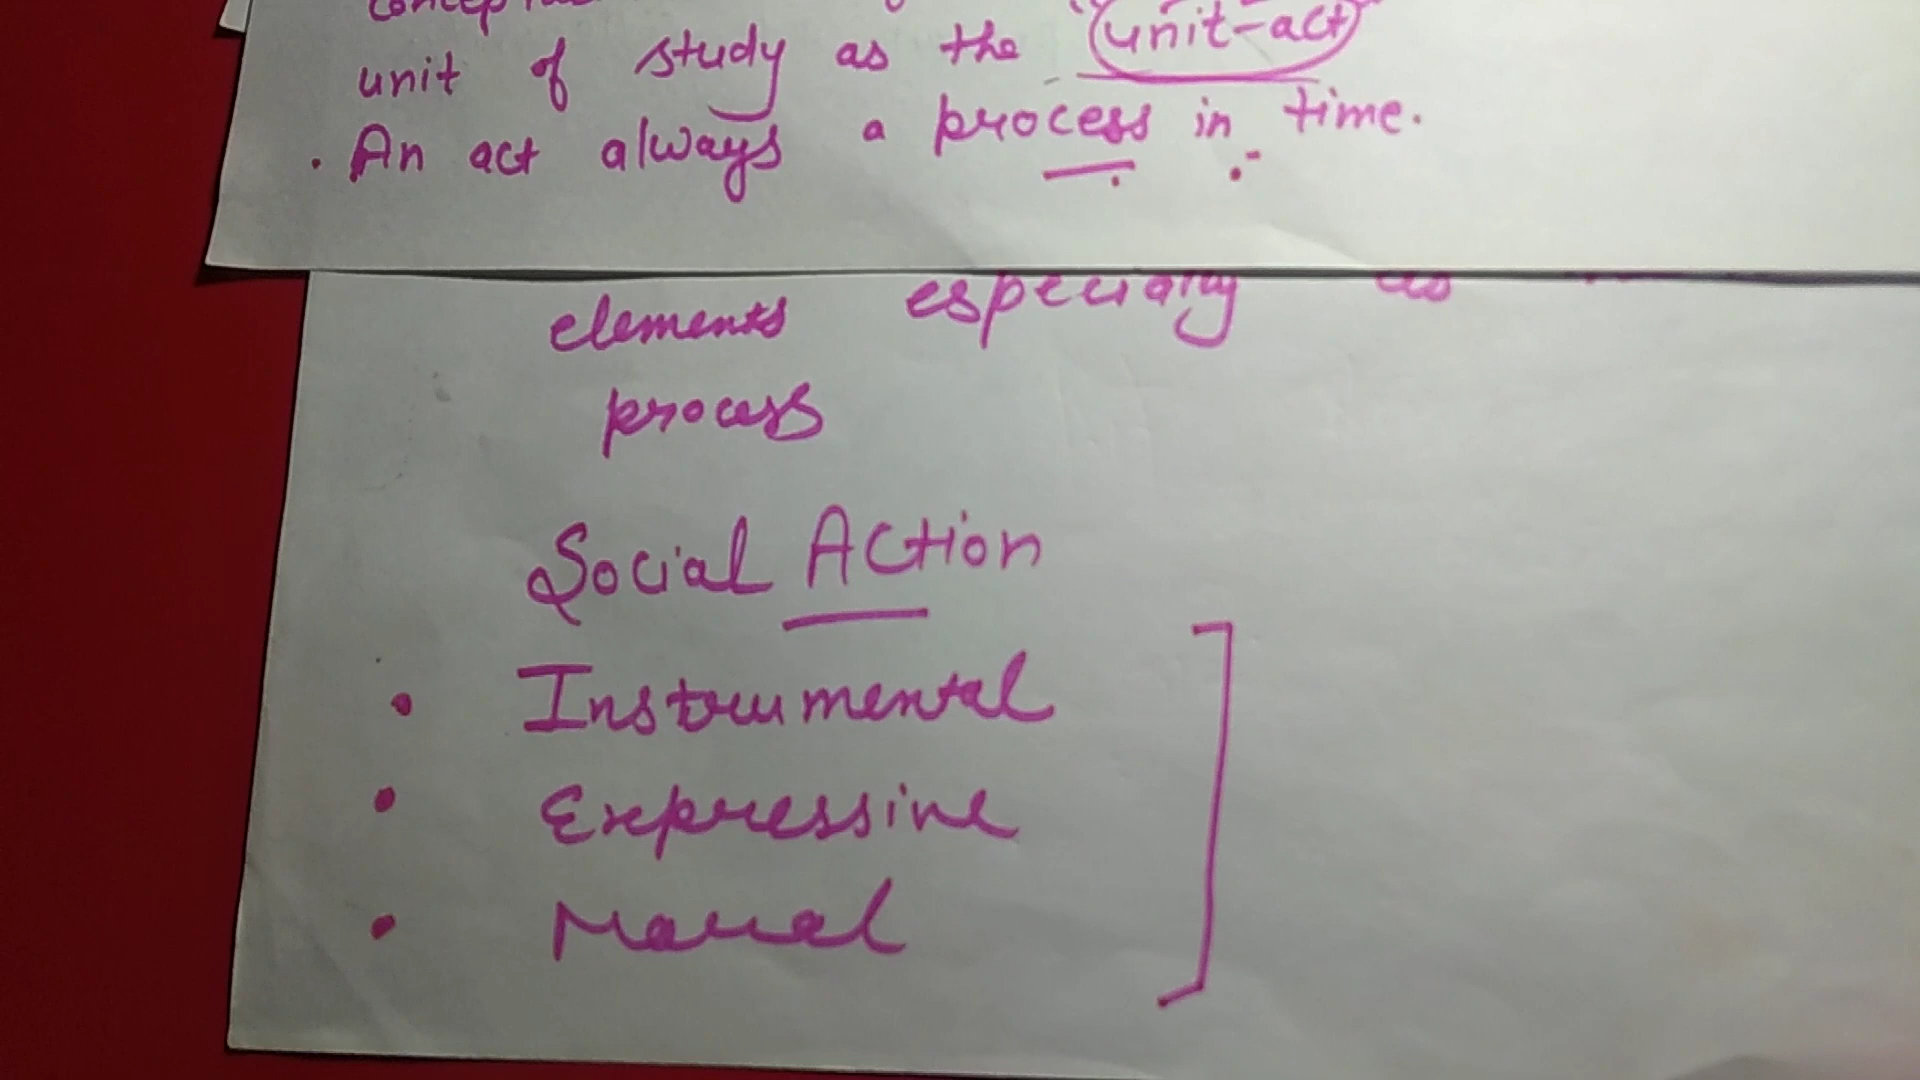 unit of study as the "unit-act"
. An act always a process in time.
elements especially as
process
Social Action
. Instrumental
. Expressive
. Moral